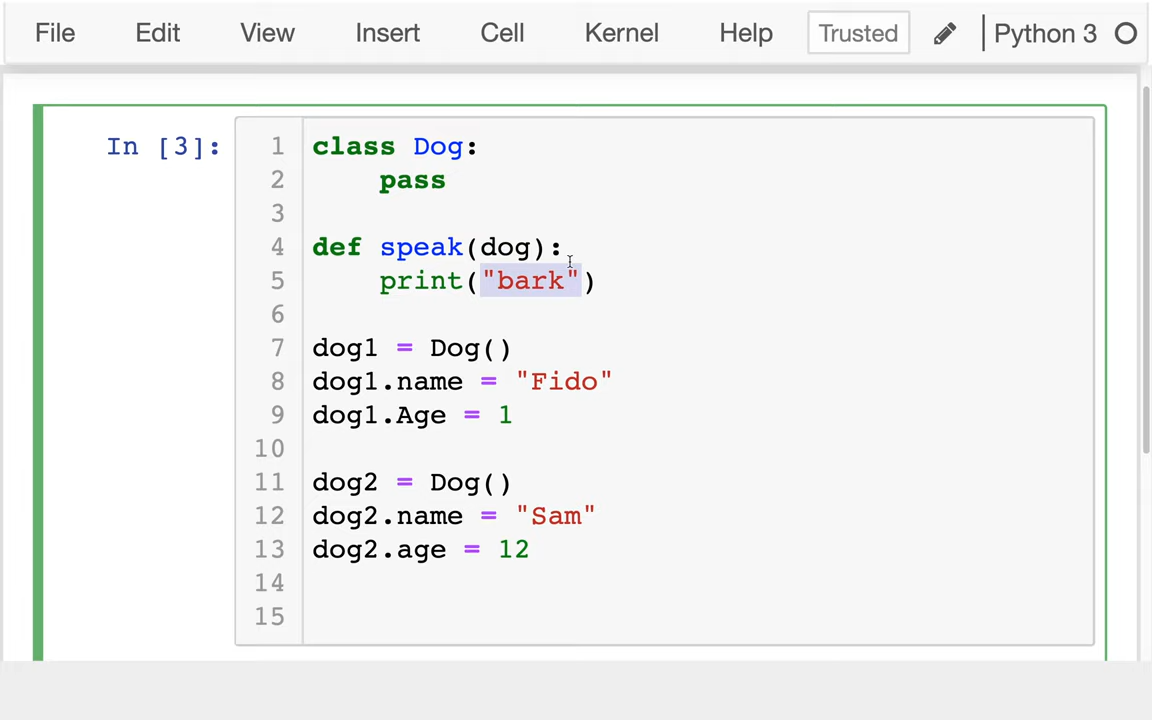 File Edit View Insert Cell Kernel Help Trusted Python 3
In [3]:
1 class Dog:
2     pass
3
4 def speak(dog):
5     print("bark")
6
7 dog1 = Dog()
8 dog1.name = "Fido"
9 dog1.Age = 1
10
11 dog2 = Dog()
12 dog2.name = "Sam"
13 dog2.age = 12
14
15